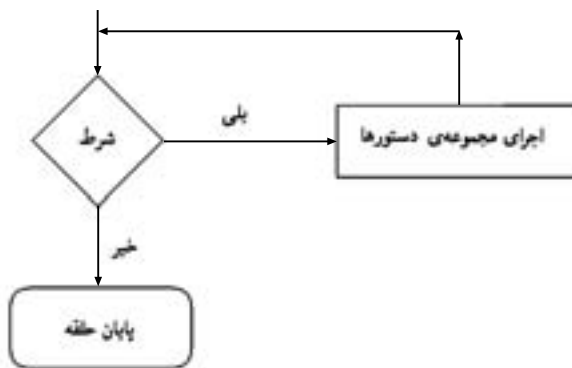 شرط
بلی
اجرای مجموعه‌ی دستورها
خیر
پایان حلقه